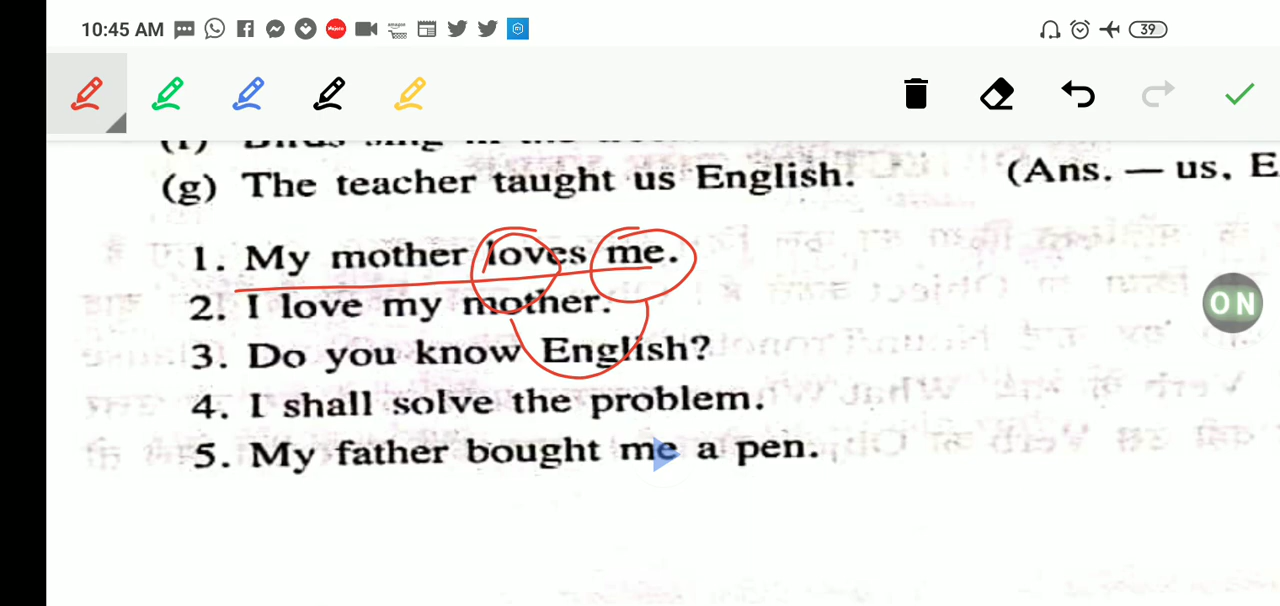 10:45 AM
39
(g) The teacher taught us English. (Ans. — us, E
1. My mother loves me.
2. I love my mother.
3. Do you know English?
4. I shall solve the problem.
5. My father bought me a pen.
ON